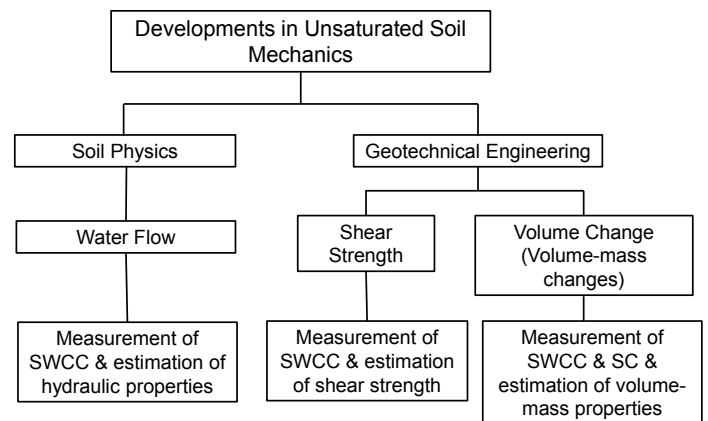 Developments in Unsaturated Soil
Mechanics
Soil Physics
Geotechnical Engineering
Water Flow
Shear
Strength
Volume Change
(Volume-mass
changes)
Measurement of
SWCC & estimation of
hydraulic properties
Measurement of
SWCC & estimation
of shear strength
Measurement of
SWCC & SC &
estimation of volume-
mass properties